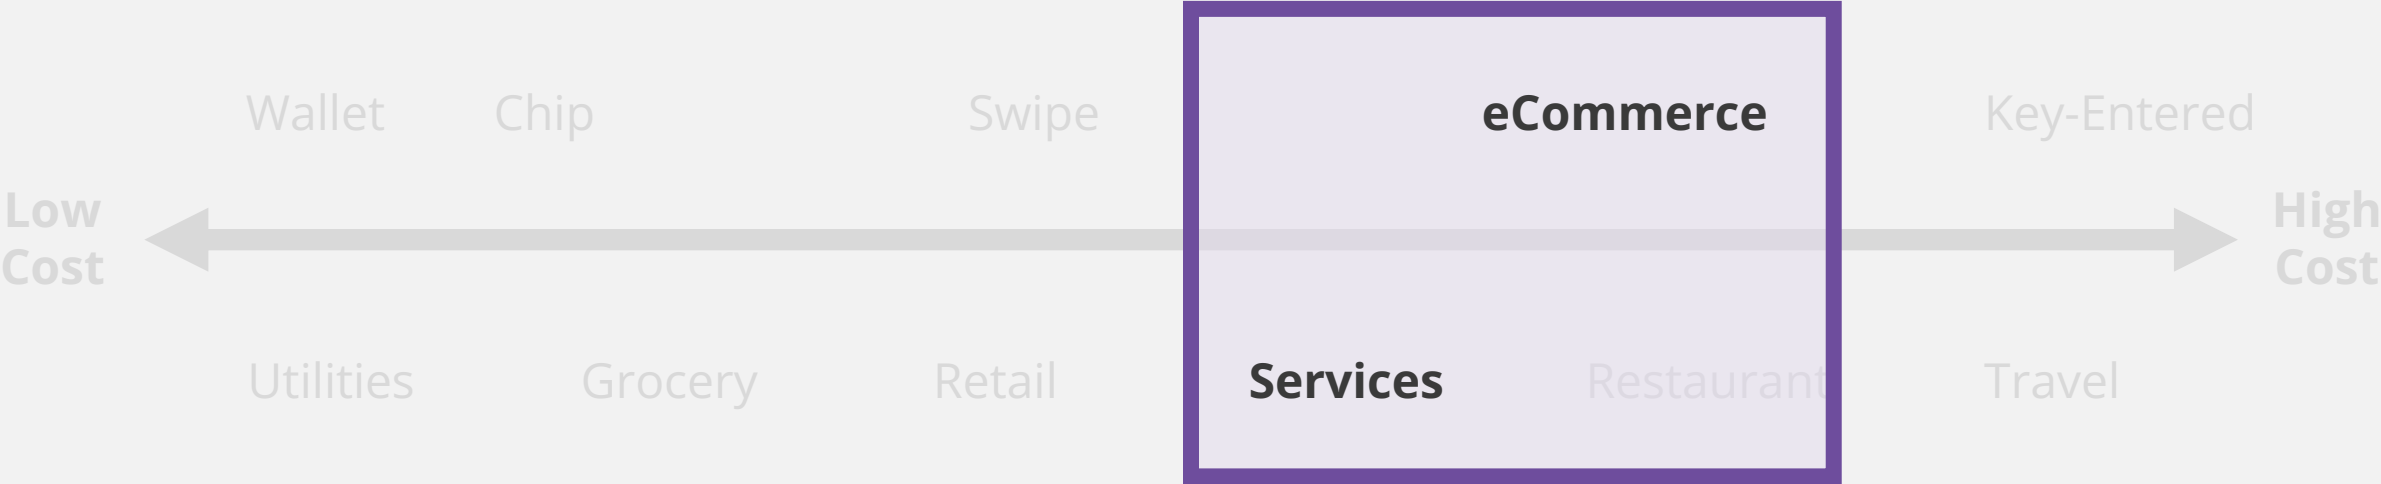 Wallet Chip Swipe eCommerce Key-Entered
Low Cost
High Cost
Utilities Grocery Retail Services Restaurant Travel